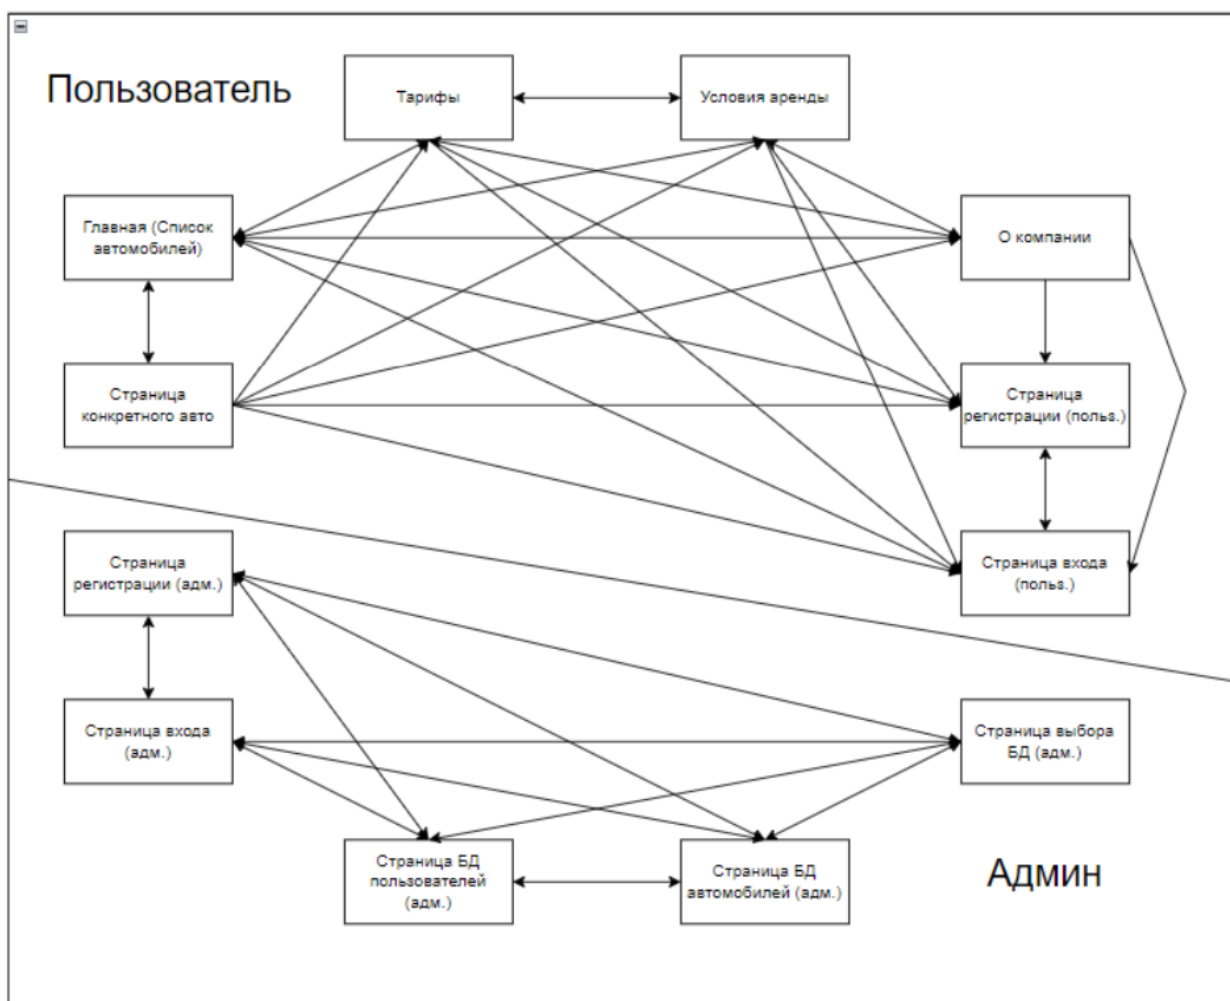 Пользователь
Тарифы
Условия аренды
Главная (Список
автомобилей)
О компании
Страница
конкретного авто
Страница
регистрации (польз.)
Страница
регистрации (адм.)
Страница входа
(польз.)
Страница входа
(адм.)
Страница выбора
БД (адм.)
Страница БД
пользователей
(адм.)
Страница БД
автомобилей (адм.)
Админ